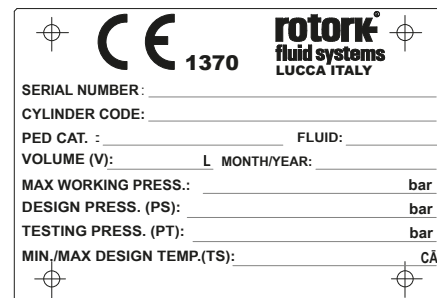 CE 1370
rotork®
fluid systems
LUCCA ITALY
SERIAL NUMBER:
CYLINDER CODE:
PED CAT. : FLUID:
VOLUME (V): L MONTH/YEAR:
MAX WORKING PRESS.: bar
DESIGN PRESS. (PS): bar
TESTING PRESS. (PT): bar
MIN./MAX DESIGN TEMP.(TS): CÃ